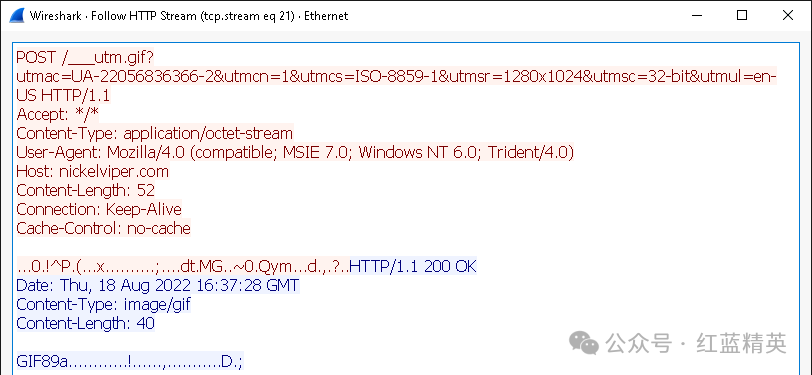 Wireshark · Follow HTTP Stream (tcp.stream eq 21) · Ethernet
POST /___utm.gif?
utmac=UA-22056836366-2&utmcn=1&utmcs=ISO-8859-1&utmsr=1280x1024&utmsc=32-bit&utmul=en-
US HTTP/1.1
Accept: */*
Content-Type: application/octet-stream
User-Agent: Mozilla/4.0 (compatible; MSIE 7.0; Windows NT 6.0; Trident/4.0)
Host: nickelviper.com
Content-Length: 52
Connection: Keep-Alive
Cache-Control: no-cache
...0.!^P.(...x..........;....dt.MG..~0.Qym...d.,.?..HTTP/1.1 200 OK
Date: Thu, 18 Aug 2022 16:37:28 GMT
Content-Type: image/gif
Content-Length: 40
GIF89a............!......,...........D.;
公众号 · 红蓝精英